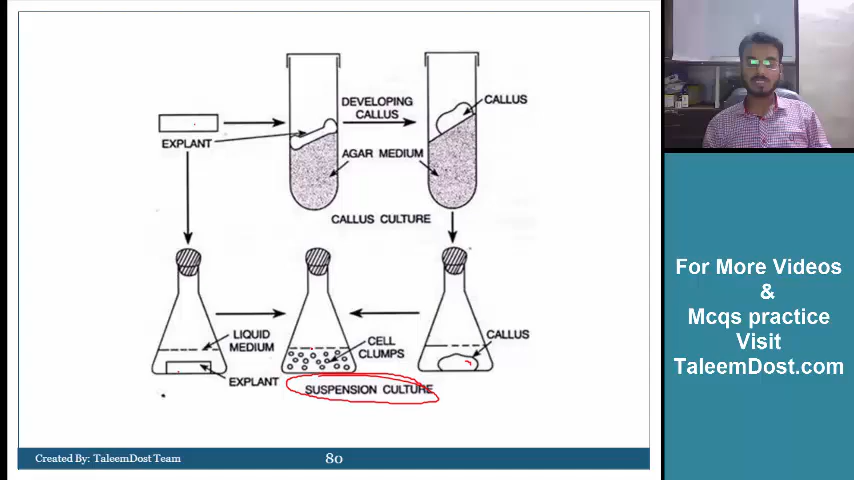 DEVELOPING
CALLUS
CALLUS
EXPLANT
AGAR MEDIUM
CALLUS CULTURE
LIQUID
MEDIUM
CELL
CLUMPS
CALLUS
EXPLANT
SUSPENSION CULTURE
Created By: TaleemDost Team
80
For More Videos
&
Mcqs practice
Visit
TaleemDost.com